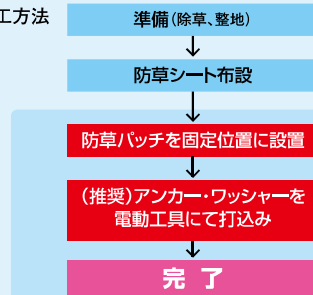 工方法
準備(除草、整地)
防草シート布設
防草パッチを固定位置に設置
(推奨)アンカー・ワッシャーを
電動工具にて打込み
完了